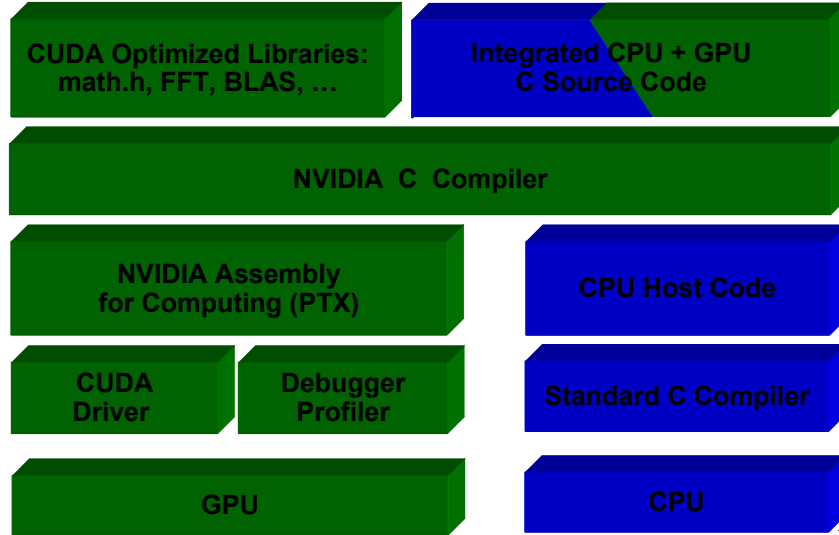 CUDA Optimized Libraries:
math.h, FFT, BLAS, …
Integrated CPU + GPU
C Source Code
NVIDIA C Compiler
NVIDIA Assembly
for Computing (PTX)
CPU Host Code
CUDA
Driver
Debugger
Profiler
Standard C Compiler
GPU
CPU